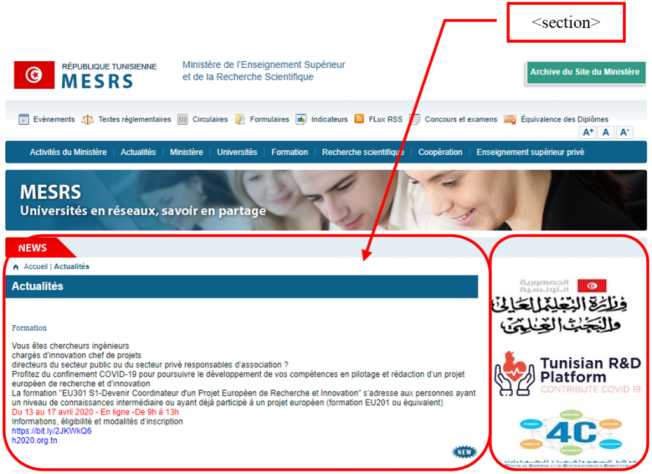 <section>
RÉPUBLIQUE TUNISIENNE
MESRS
Ministère de l'Enseignement Supérieur
et de la Recherche Scientifique
Archive du Site du Ministère
Evènements Textes réglementaires Circulaires Formulaires Indicateurs FLux RSS Concours et examens Équivalence des Diplômes
A+ A A-
Activités du Ministère Actualités Ministère Universités Formation Recherche scientifique Coopération Enseignement supérieur privé
MESRS
Universités en réseaux, savoir en partage
NEWS
Accueil | Actualités
Actualités
Formation
Vous êtes chercheurs ingénieurs
chargés d'innovation chef de projets
directeurs du secteur public ou du secteur privé responsables d'association ?
Profitez du confinement COVID-19 pour poursuivre le développement de vos compétences en pilotage et rédaction d'un projet
européen de recherche et d'innovation
La formation "EU301 S1-Devenir Coordinateur d'un Projet Européen de Recherche et Innovation" s'adresse aux personnes ayant
un niveau de connaissances intermédiaire ou ayant déjà participé à un projet européen (formation EU201 ou équivalent)
Du 13 au 17 avril 2020 - En ligne -De 9h à 13h
Informations, éligibilité et modalités d'inscription
https://bit.ly/2JKWkQ6
h2020.org.tn
NEW
الجمهورية
التونسية
وزارة التعليم العالي
والبحث العلمي
Tunisian R&D
Platform
CONTRIBUTE COVID 19
4C